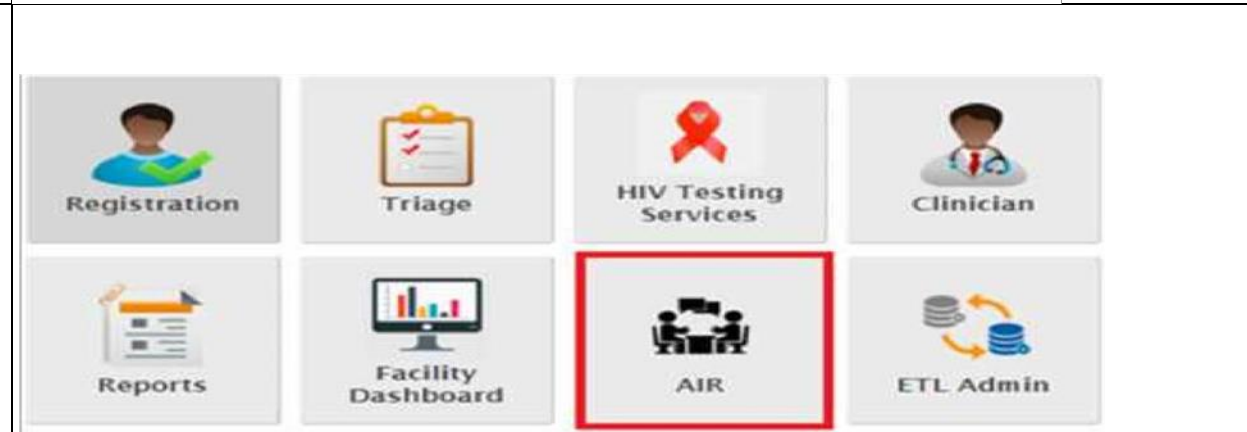 Registration
Triage
HIV Testing
Services
Clinician
Reports
Facility
Dashboard
AIR
ETL Admin